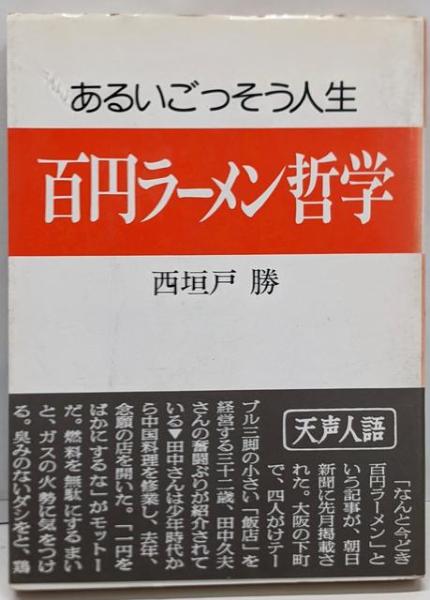 あるいごっそう人生
百円ラーメン哲学
西垣戸 勝
天声人語
「なんと今どき
百円ラーメン」と
いう記事が、朝日
新聞に先月掲載さ
れた。大阪の下町
で、四人がけテー
ブル三脚の小さい「飯店」を
経営する三十二歳、田中久夫
さんの奮闘ぶりが紹介されて
いる▼田中さんは少年時代か
ら中国料理を修業し、去年、
念願の店を開いた。「一円を
ばかにするな」がモットー
だ。燃料を無駄にするまい
と、ガスの火勢に気をつけ
る。臭みのないダシをと、鶏